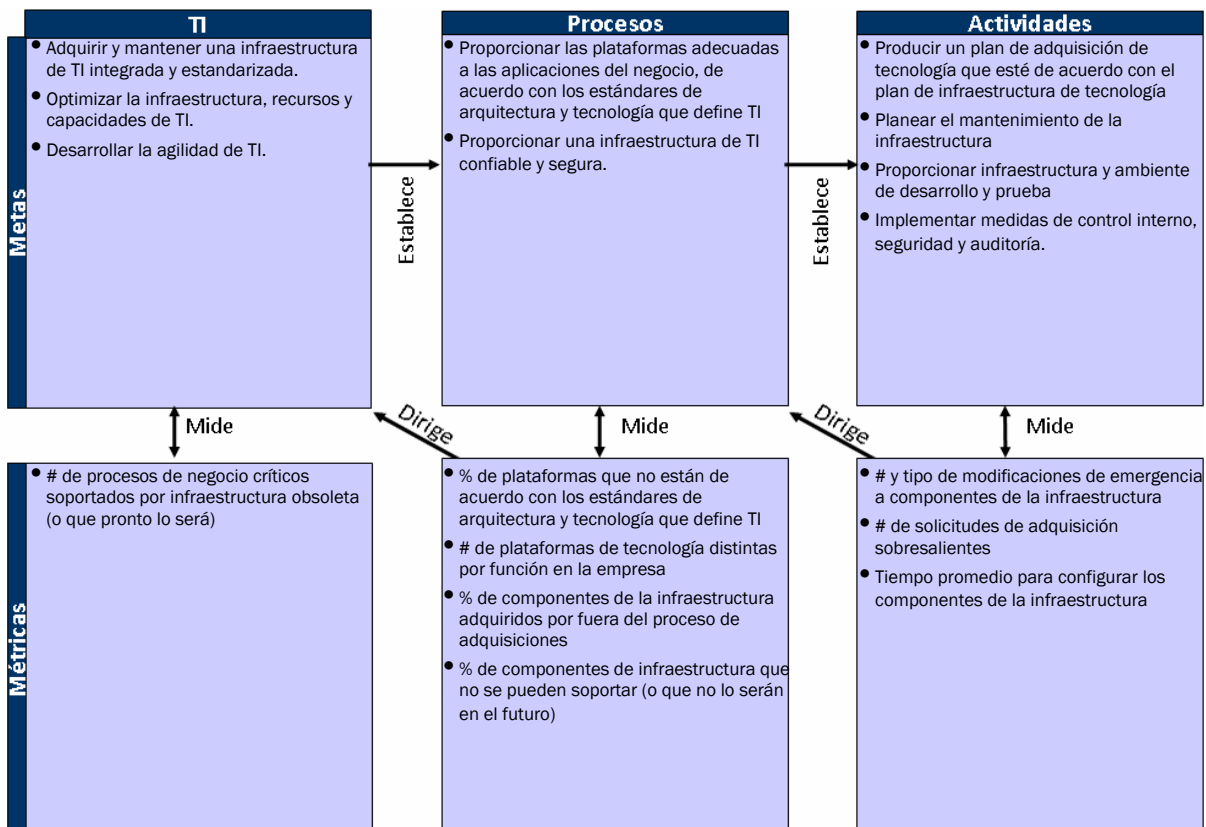 TI
Procesos
Actividades
Metas
• Adquirir y mantener una infraestructura
de TI integrada y estandarizada.
• Optimizar la infraestructura, recursos y
capacidades de TI.
• Desarrollar la agilidad de TI.
Establece
• Proporcionar las plataformas adecuadas
a las aplicaciones del negocio, de
acuerdo con los estándares de
arquitectura y tecnología que define TI
• Proporcionar una infraestructura de TI
confiable y segura.
Establece
• Producir un plan de adquisición de
tecnología que esté de acuerdo con el
plan de infraestructura de tecnología
• Planear el mantenimiento de la
infraestructura
• Proporcionar infraestructura y ambiente
de desarrollo y prueba
• Implementar medidas de control interno,
seguridad y auditoría.
Mide
Dirige
Mide
Dirige
Mide
Métricas
• # de procesos de negocio críticos
soportados por infraestructura obsoleta
(o que pronto lo será)
• % de plataformas que no están de
acuerdo con los estándares de
arquitectura y tecnología que define TI
• # de plataformas de tecnología distintas
por función en la empresa
• % de componentes de la infraestructura
adquiridos por fuera del proceso de
adquisiciones
• % de componentes de infraestructura que
no se pueden soportar (o que no lo serán
en el futuro)
• # y tipo de modificaciones de emergencia
a componentes de la infraestructura
• # de solicitudes de adquisición
sobresalientes
• Tiempo promedio para configurar los
componentes de la infraestructura